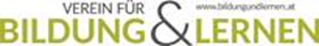 VEREIN FÜR www.bildungundlernen.at
BILDUNG & LERNEN